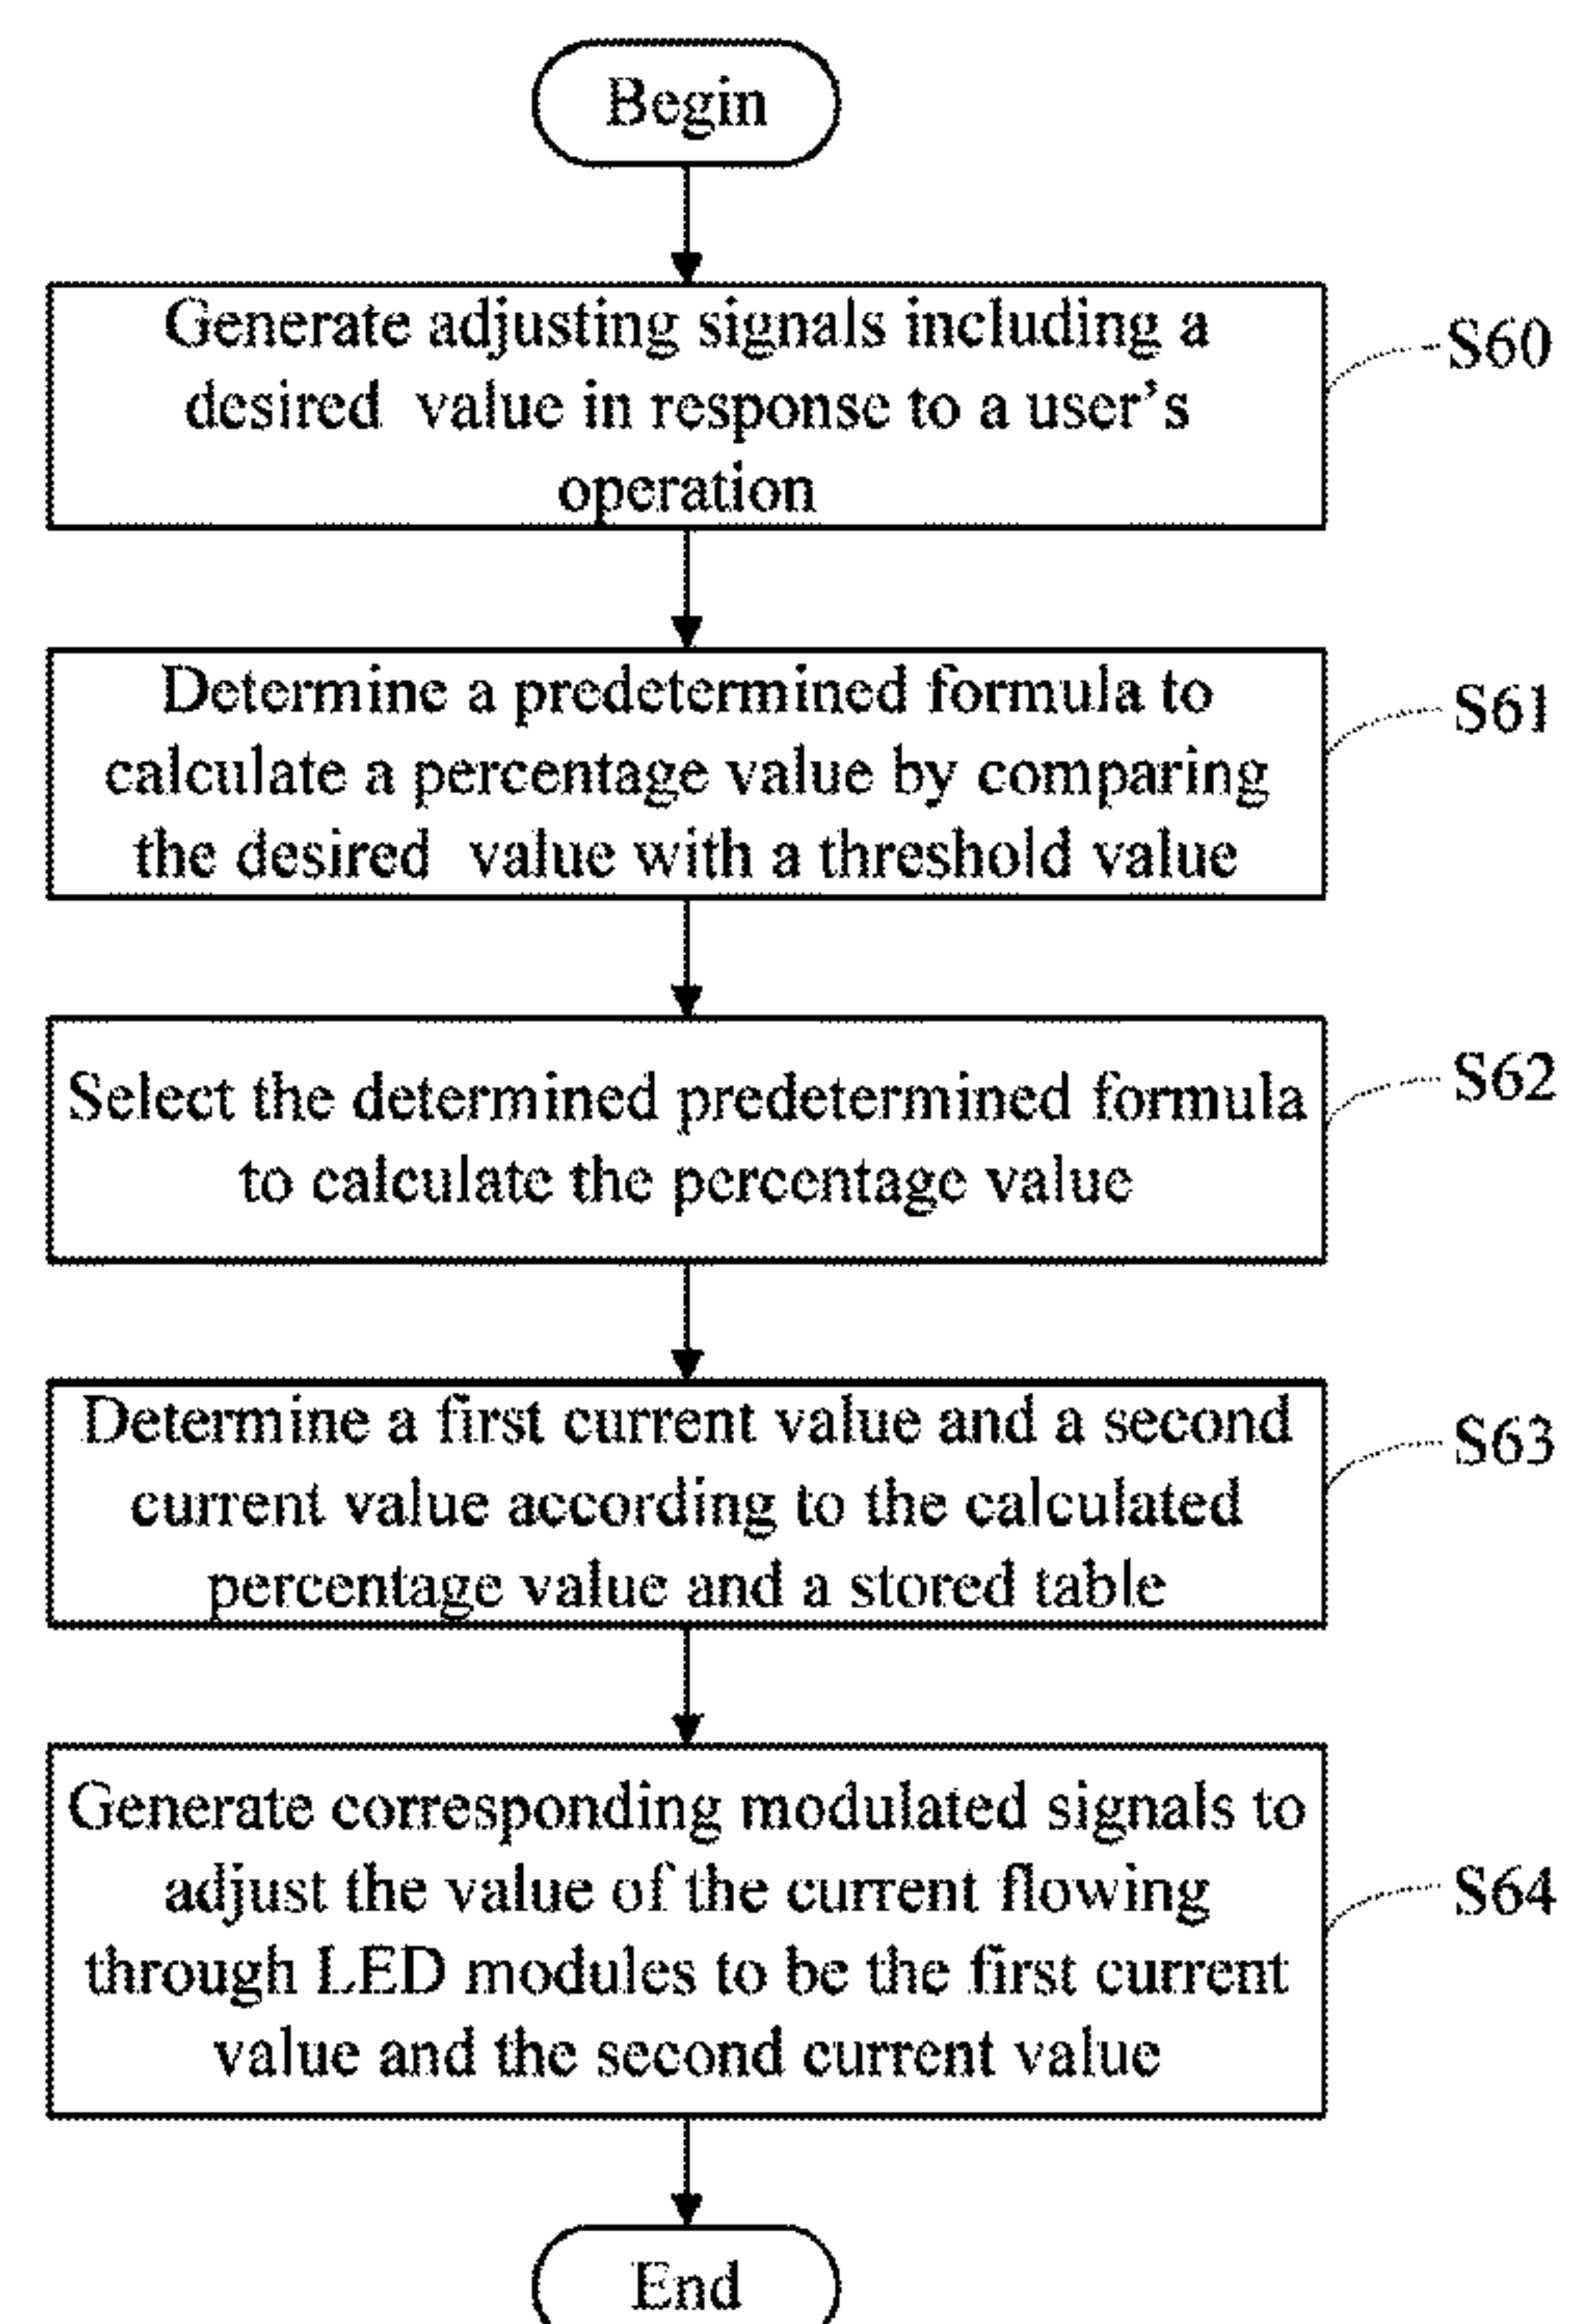 Begin
Generate adjusting signals including a
desired value in response to a user's
operation
S60
Determine a predetermined formula to
calculate a percentage value by comparing
the desired value with a threshold value
S61
Select the determined predetermined formula
to calculate the percentage value
S62
Determine a first current value and a second
current value according to the calculated
percentage value and a stored table
S63
Generate corresponding modulated signals to
adjust the value of the current flowing
through LED modules to be the first current
value and the second current value
S64
End